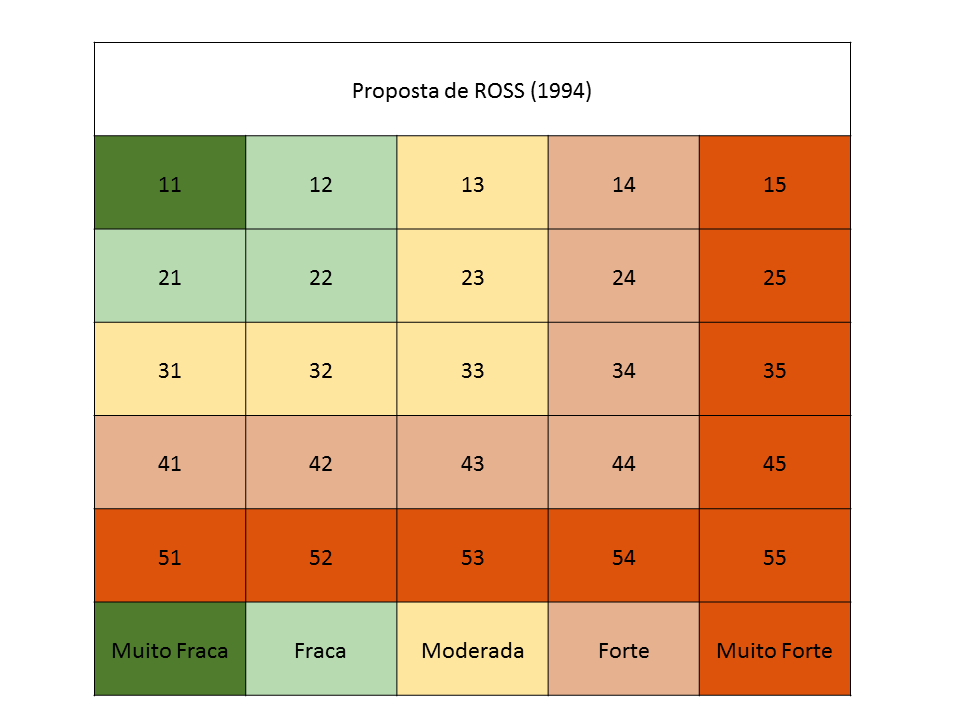 Proposta de ROSS (1994)
11 12 13 14 15
21 22 23 24 25
31 32 33 34 35
41 42 43 44 45
51 52 53 54 55
Muito Fraca Fraca Moderada Forte Muito Forte